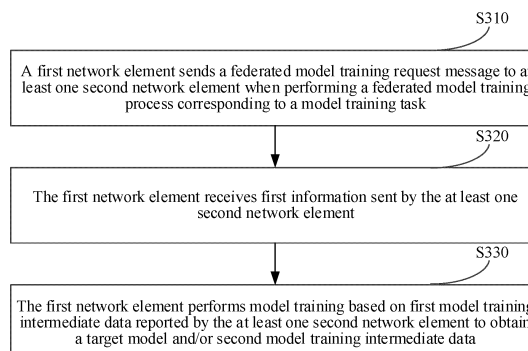 S310
A first network element sends a federated model training request message to at
least one second network element when performing a federated model training
process corresponding to a model training task
S320
The first network element receives first information sent by the at least one
second network element
S330
The first network element performs model training based on first model training
intermediate data reported by the at least one second network element to obtain
a target model and/or second model training intermediate data